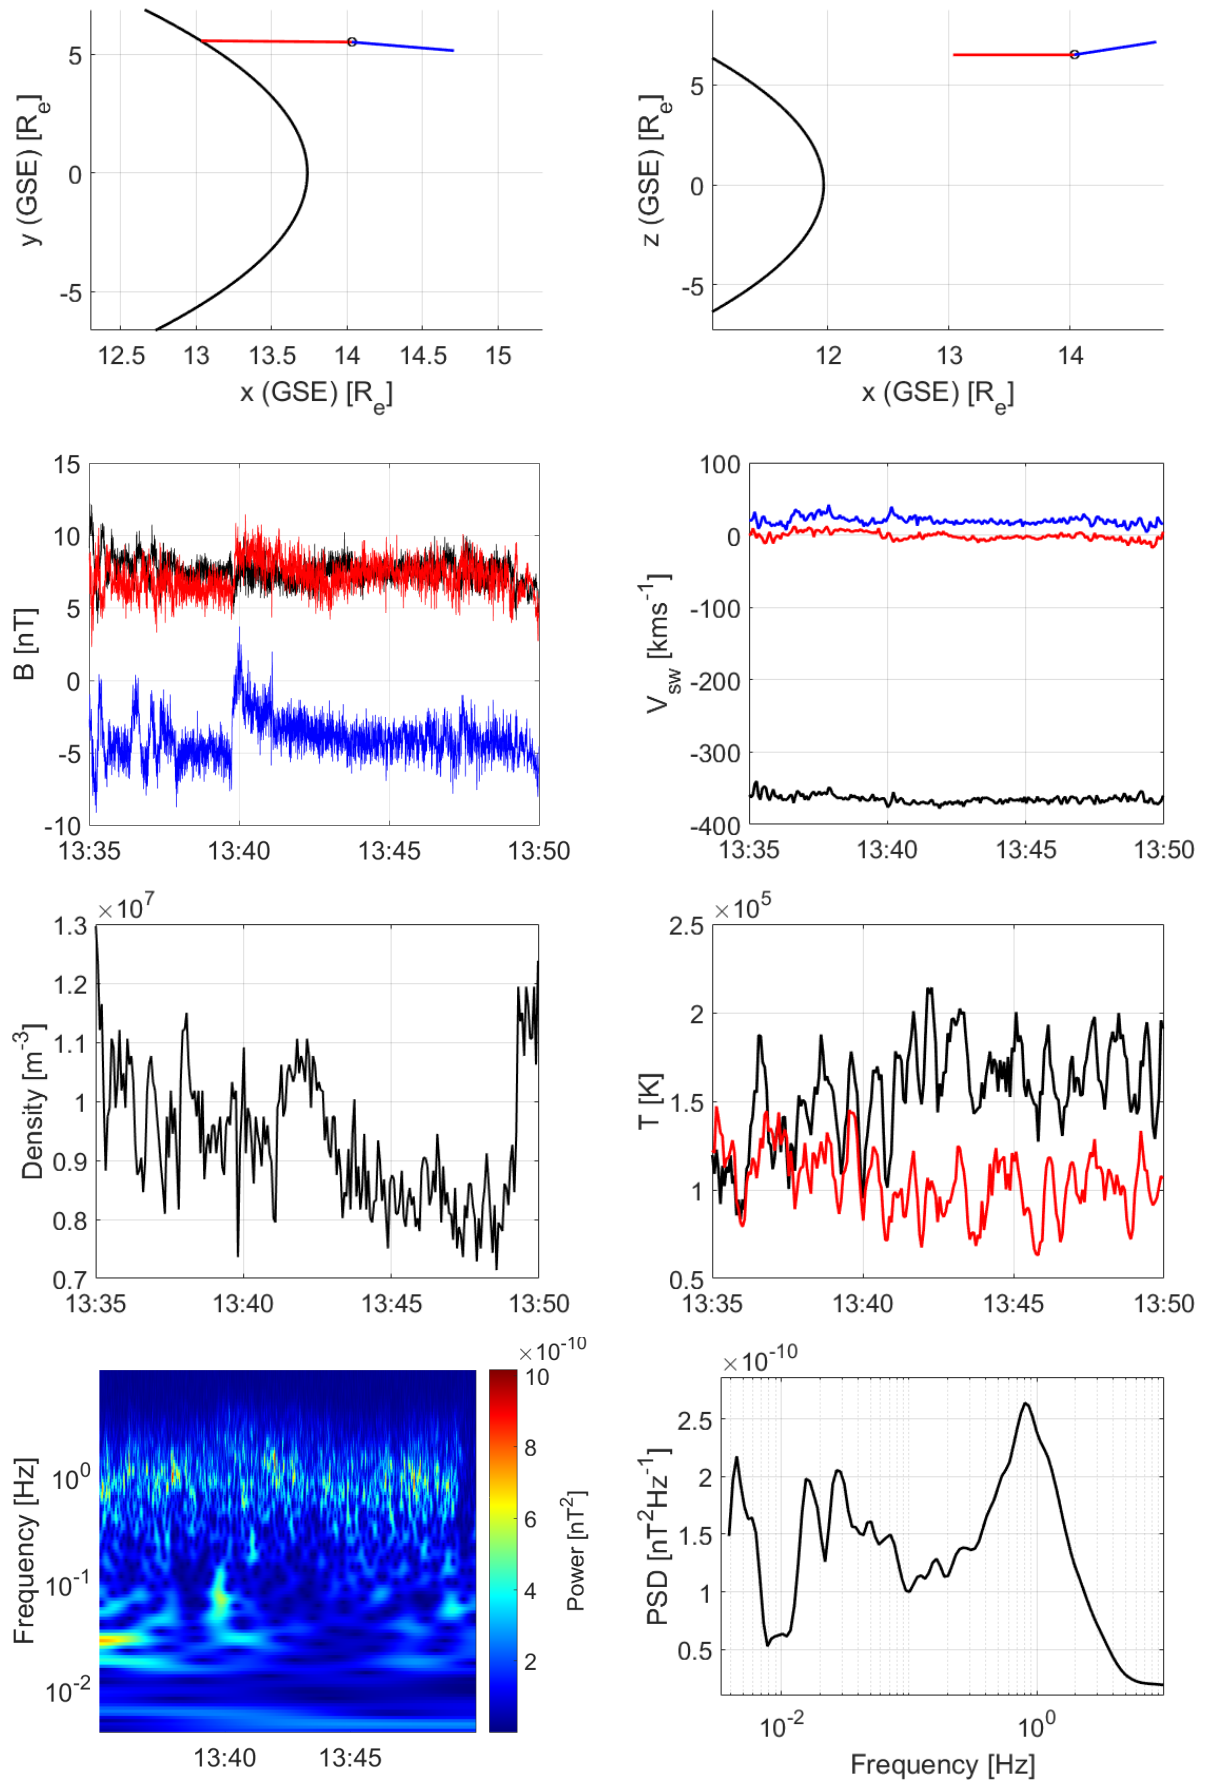 y (GSE) [Re]
5
0
-5
12.5 13 13.5 14 14.5 15
x (GSE) [Re]
z (GSE) [Re]
5
0
-5
12 13 14
x (GSE) [Re]
B [nT]
15
10
5
0
-5
-10
13:35 13:40 13:45 13:50
Vsw [kms-1]
100
0
-100
-200
-300
-400
13:35 13:40 13:45 13:50
×10^7
Density [m-3]
1.3
1.2
1.1
1
0.9
0.8
0.7
13:35 13:40 13:45 13:50
×10^5
T [K]
2.5
2
1.5
1
0.5
13:35 13:40 13:45 13:50
Frequency [Hz]
10^0
10^-1
10^-2
13:40 13:45
×10^-10
10
8
6
4
2
Power [nT^2]
×10^-10
PSD [nT^2Hz^-1]
2.5
2
1.5
1
0.5
10^-2 10^0
Frequency [Hz]